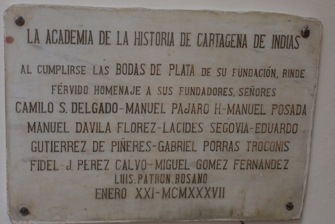 LA ACADEMIA DE LA HISTORIA DE CARTAGENA DE INDIAS
AL CUMPLIRSE LAS BODAS DE PLATA DE SU FUNDACIÓN, RINDE
FÉRVIDO HOMENAJE A SUS FUNDADORES, SEÑORES
CAMILO S. DELGADO-MANUEL PAJARO H-MANUEL POSADA
MANUEL DAVILA FLOREZ-LACIDES SEGOVIA-EDUARDO
GUTIERREZ DE PIÑERES-GABRIEL PORRAS TROCONIS
FIDEL J. PEREZ CALVO-MIGUEL GOMEZ FERNANDEZ
LUIS PATRON ROSANO
ENERO XXI-MCMXXXVII